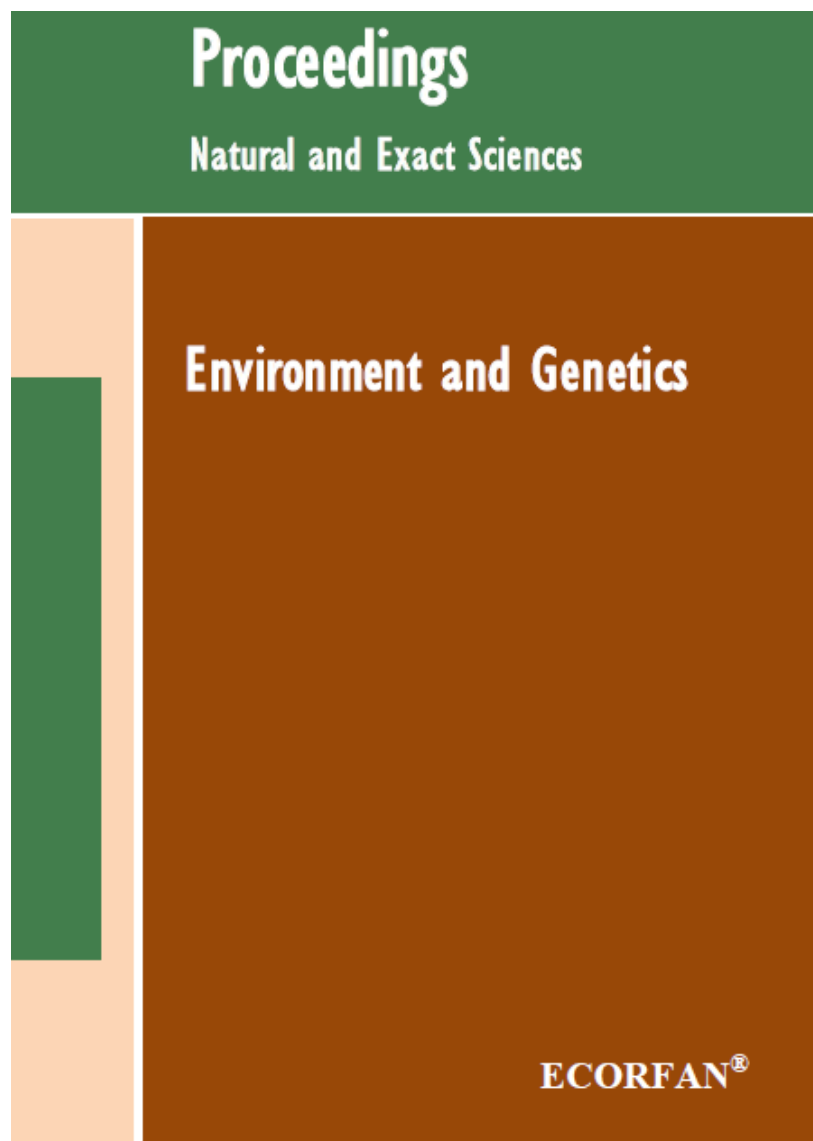 Proceedings
Natural and Exact Sciences
Environment and Genetics
ECORFAN®